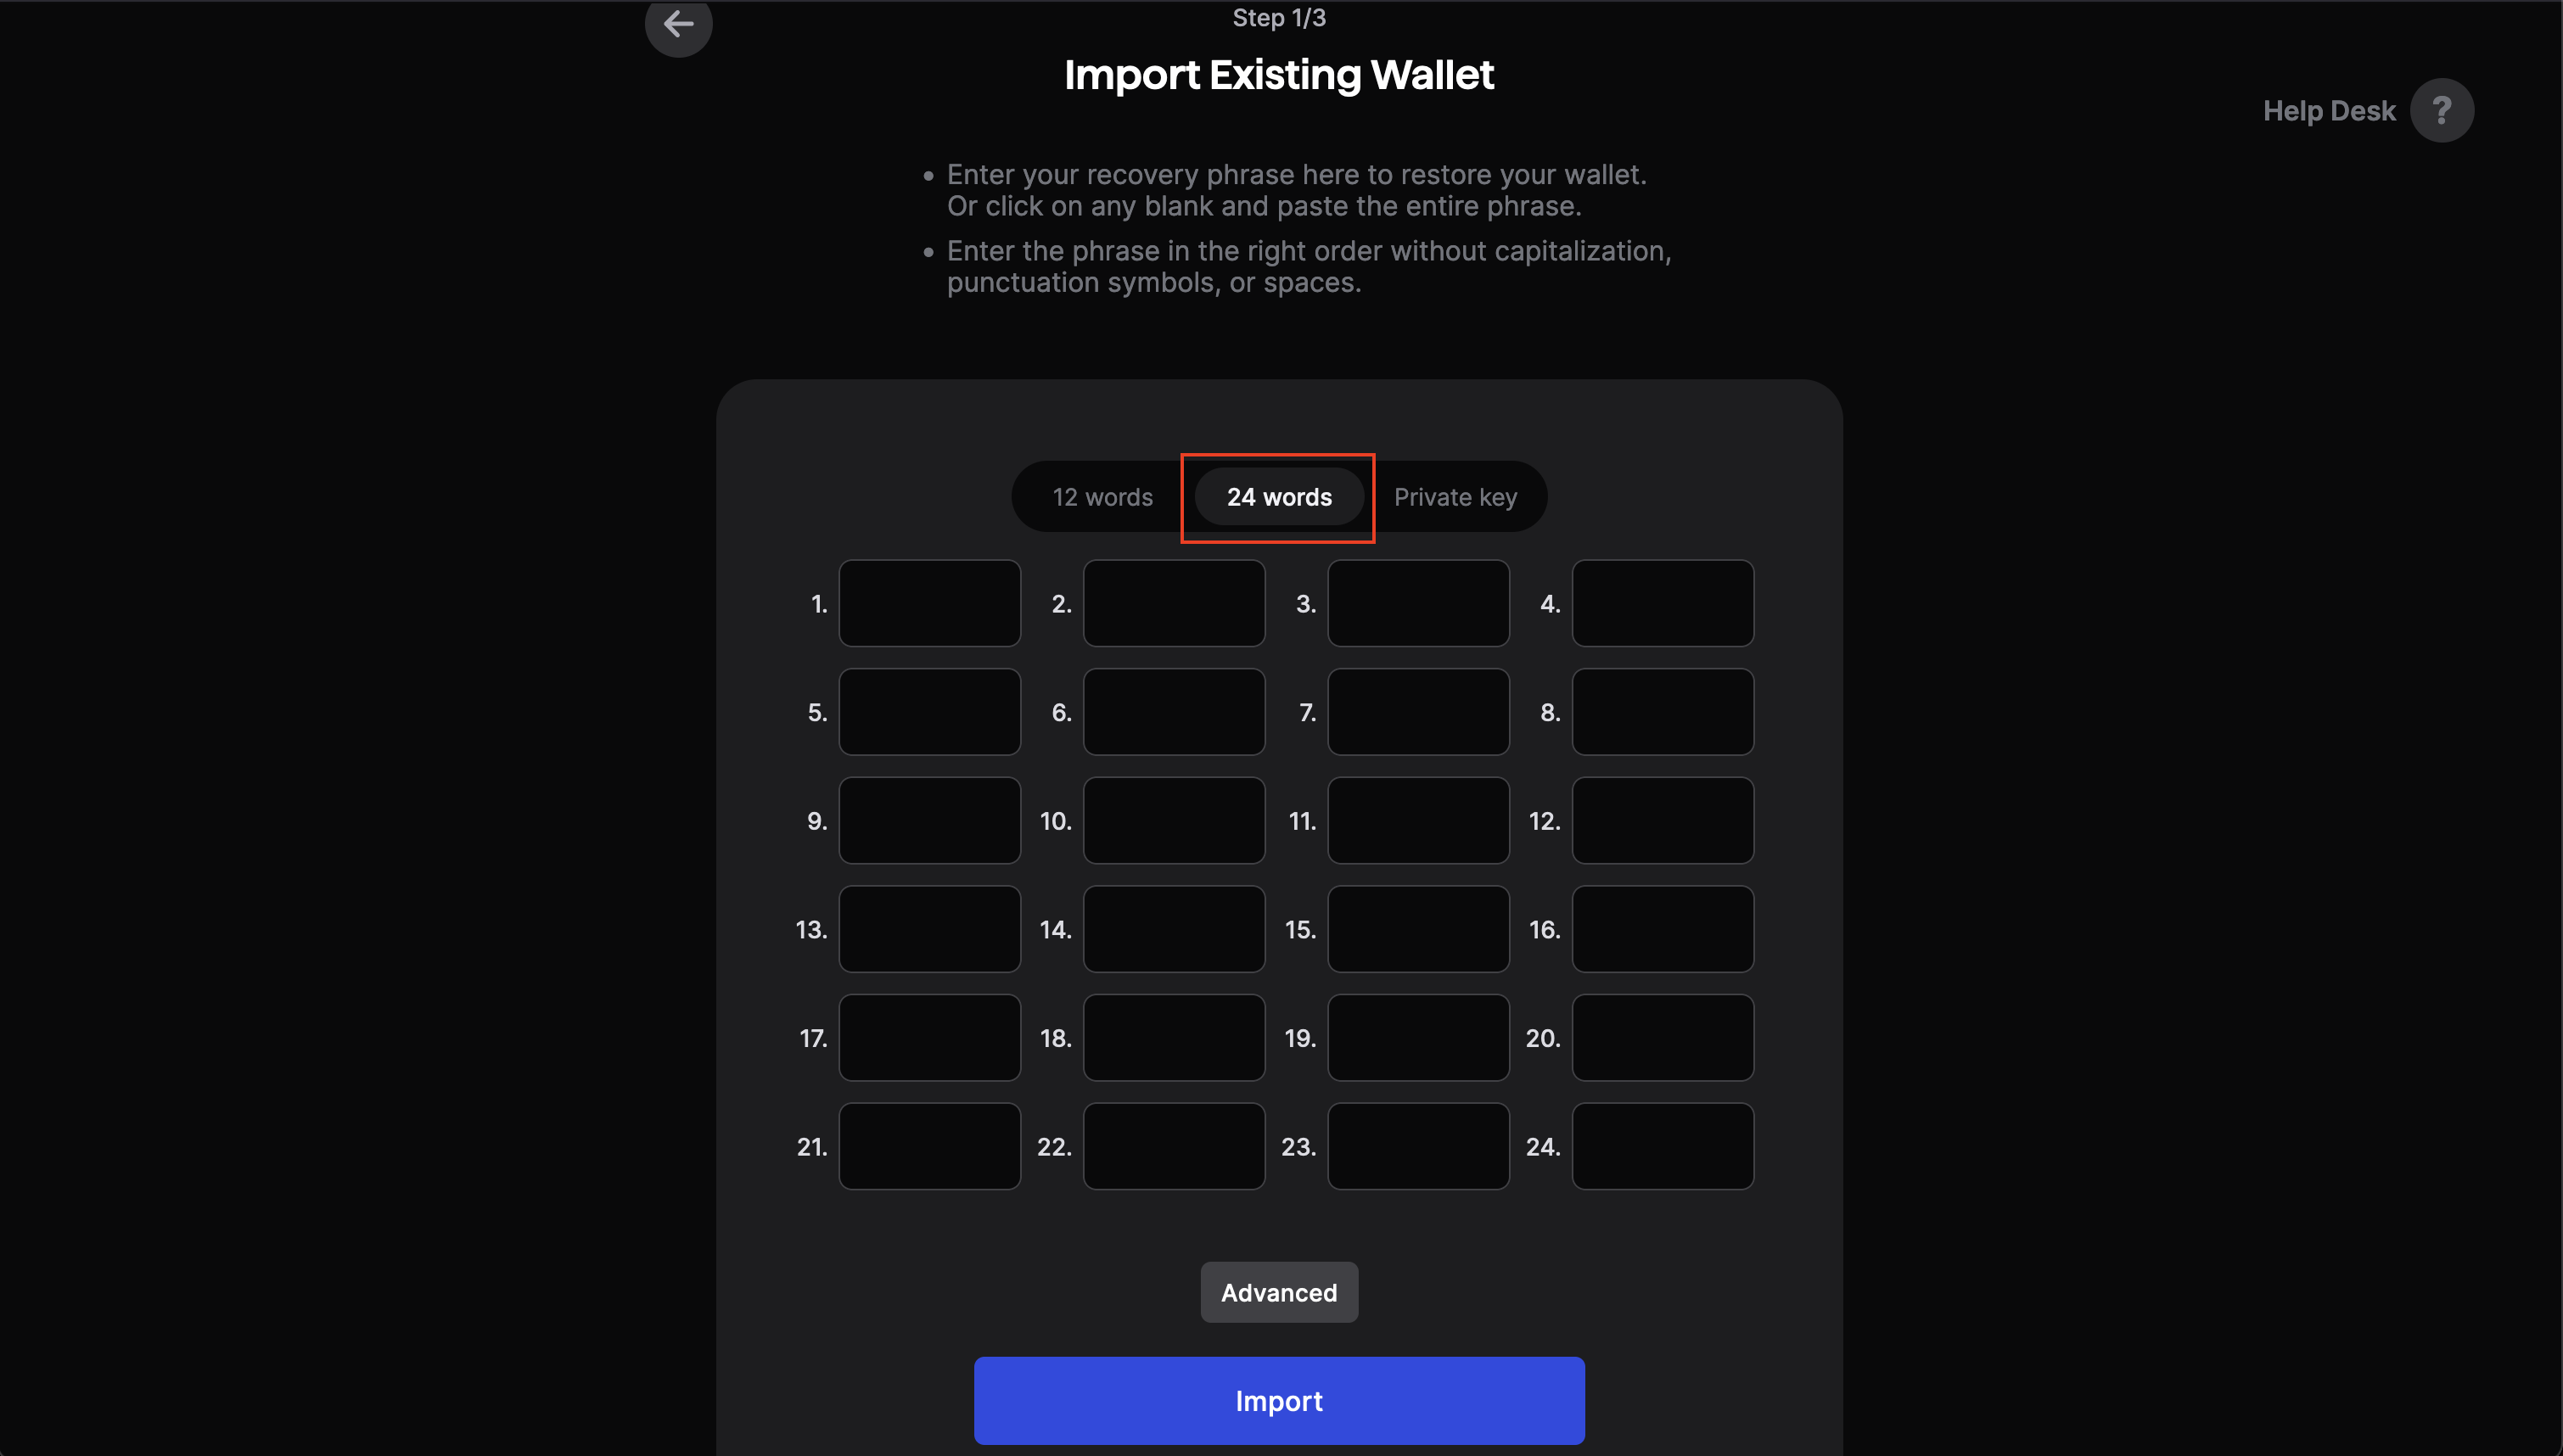 Step 1/3
Import Existing Wallet
Help Desk ?
• Enter your recovery phrase here to restore your wallet.
Or click on any blank and paste the entire phrase.
• Enter the phrase in the right order without capitalization,
punctuation symbols, or spaces.
12 words 24 words Private key
1. 2. 3. 4.
5. 6. 7. 8.
9. 10. 11. 12.
13. 14. 15. 16.
17. 18. 19. 20.
21. 22. 23. 24.
Advanced
Import